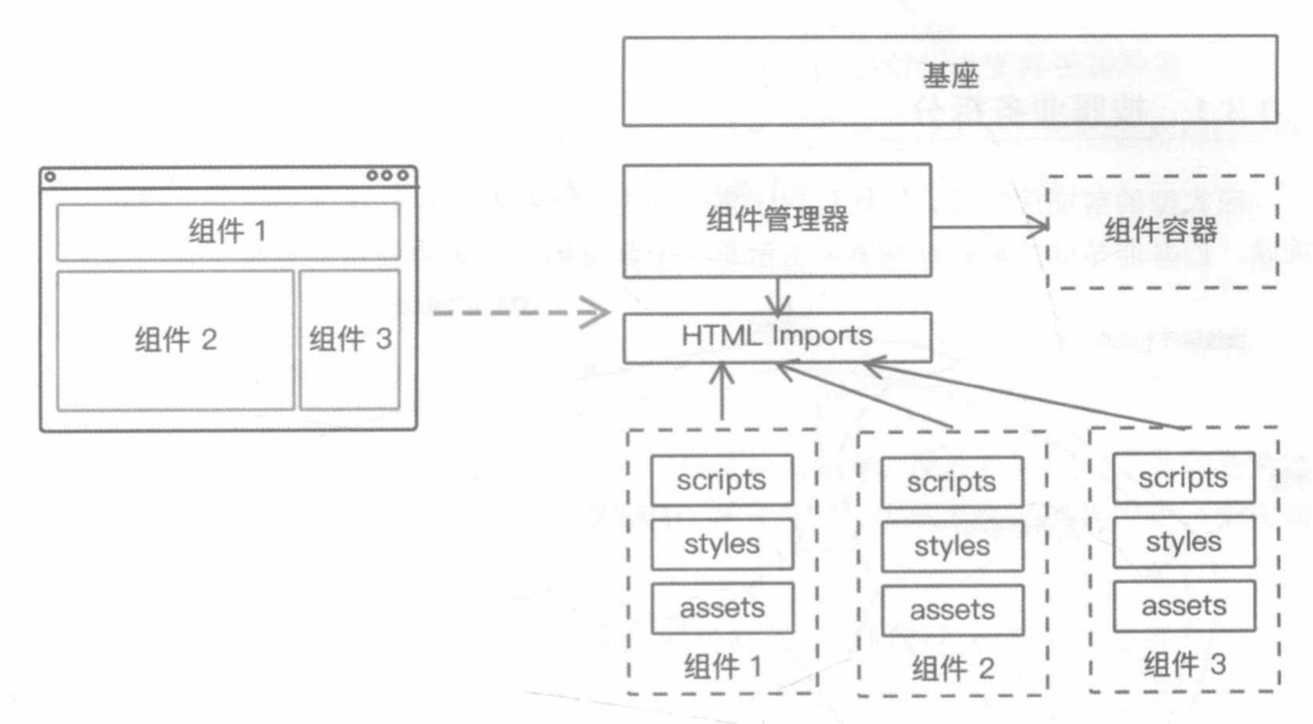 基座
组件 1
组件 2
组件 3
组件管理器
组件容器
HTML Imports
scripts
styles
assets
组件 1
scripts
styles
assets
组件 2
scripts
styles
assets
组件 3